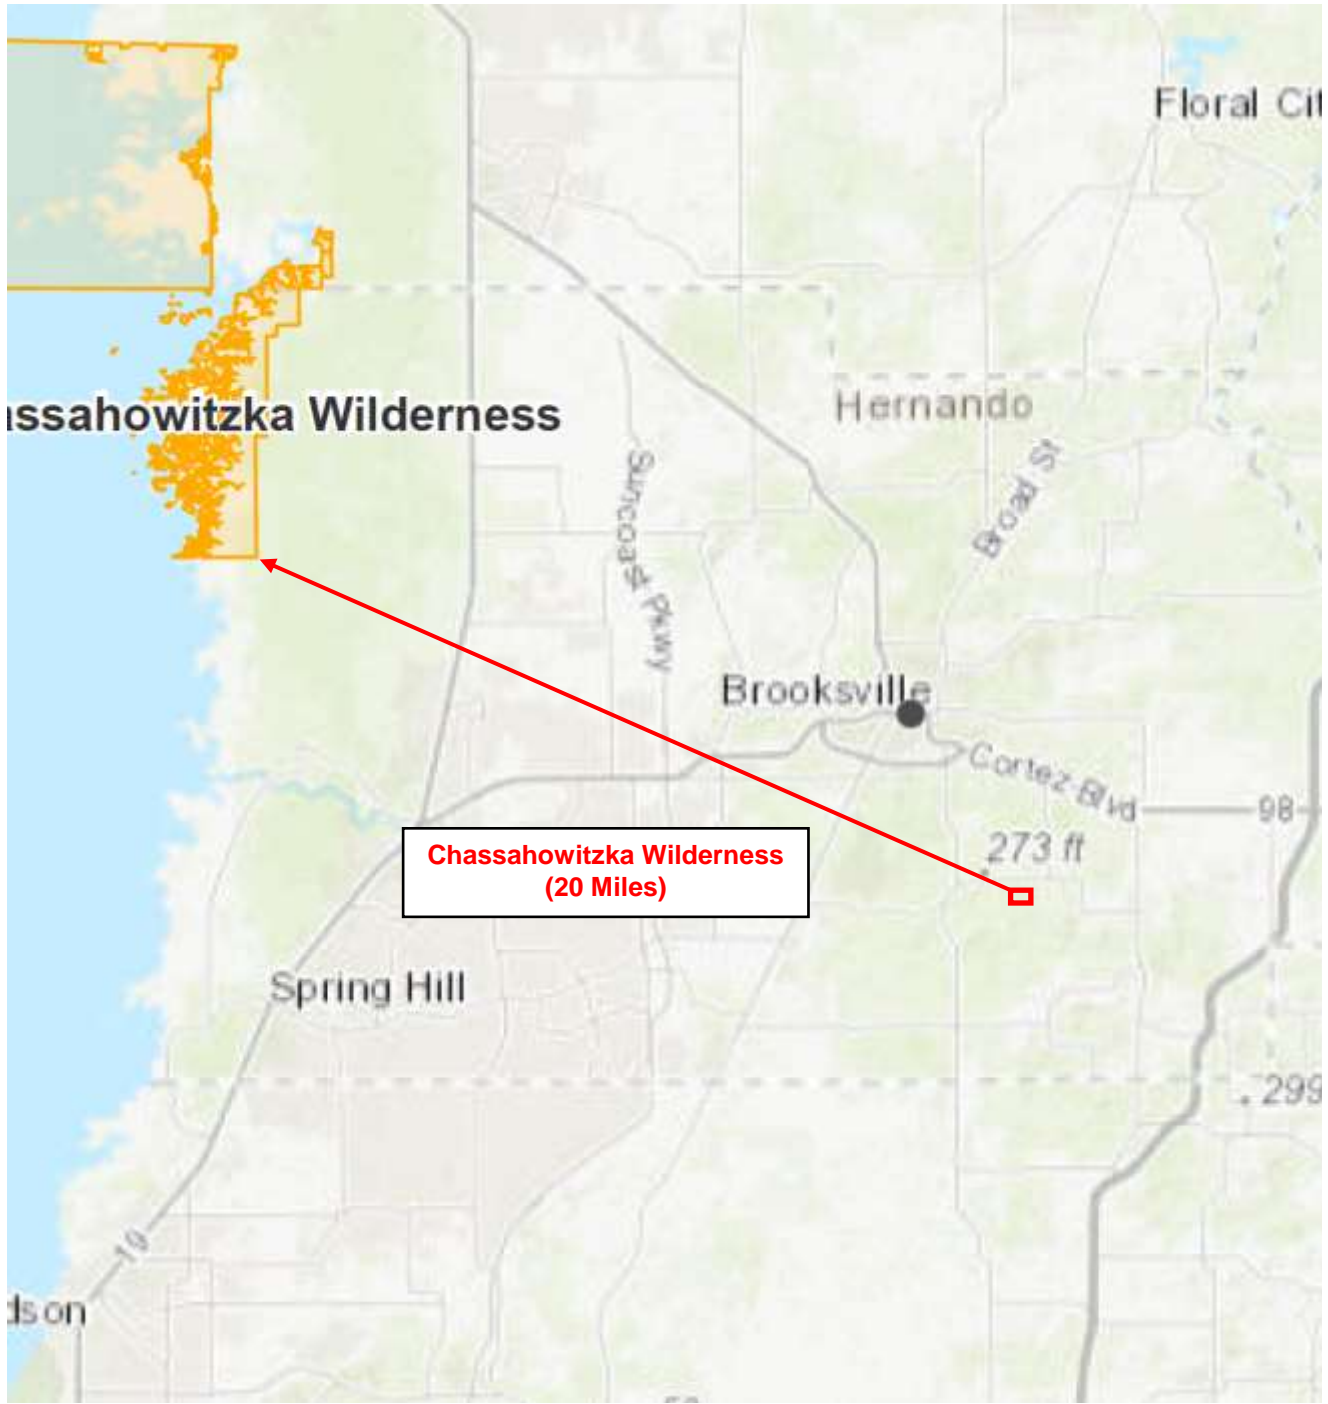 Floral Cit
assahowitzka Wilderness
Hernando
Suncoast Pkwy
Broad St
Brooksville
Cortez Blvd
98
273 ft
Chassahowitzka Wilderness
(20 Miles)
Spring Hill
299
19
dson